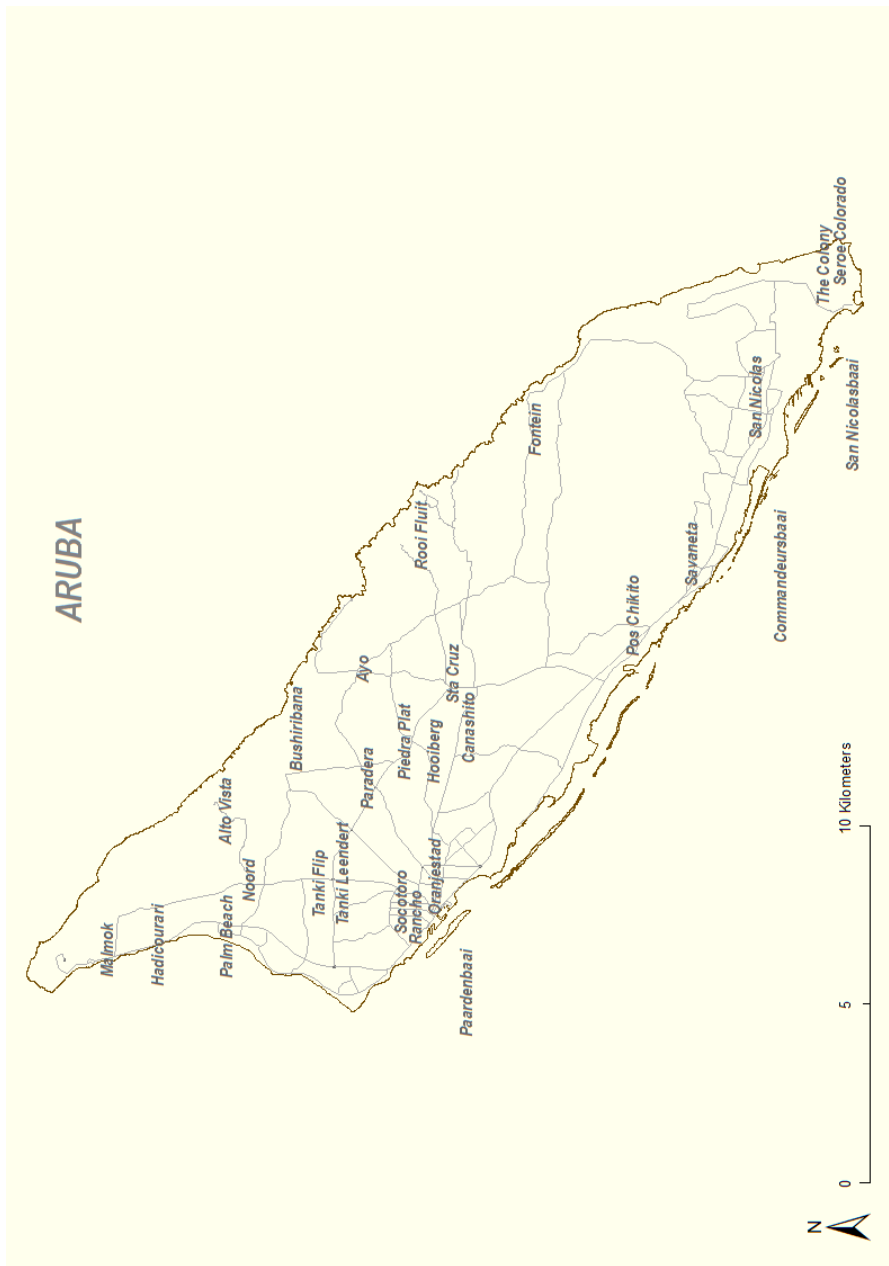 ARUBA
Malmok
Hadicourari
Palm Beach
Alto Vista
Noord
Bushiribana
Tanki Flip
Tanki Leendert
Ayo
Paradera
Socotoro
Piedra Plat
Rancho
Rooi Fluit
Oranjestad
Hooiberg
Sta Cruz
Paardenbaai
Canashito
Fontein
Pos Chikito
Savaneta
San Nicolas
Commandeursbaai
The Colony
Seroe Colorado
San Nicolasbaai
N
0 5 10 Kilometers